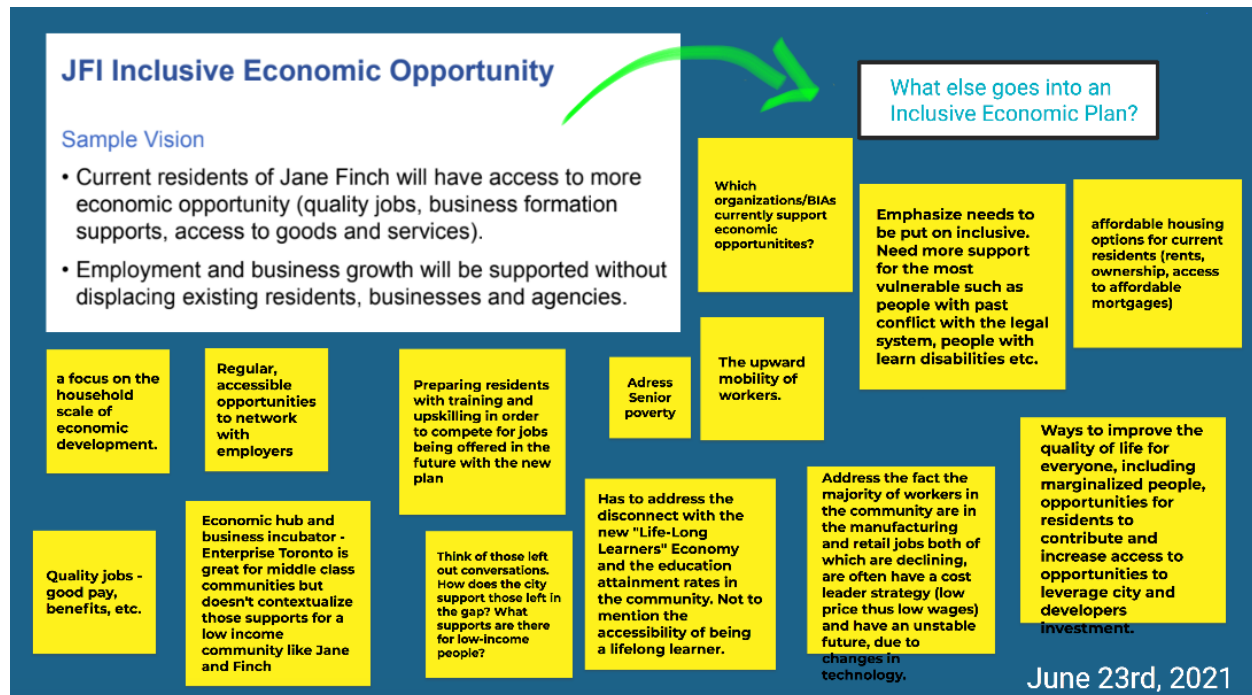 JFI Inclusive Economic Opportunity
Sample Vision
• Current residents of Jane Finch will have access to more
economic opportunity (quality jobs, business formation
supports, access to goods and services).
• Employment and business growth will be supported without
displacing existing residents, businesses and agencies.
What else goes into an
Inclusive Economic Plan?
Which
organizations/BIAs
currently support
economic
opportunitites?
Emphasize needs to
be put on inclusive.
Need more support
for the most
vulnerable such as
people with past
conflict with the legal
system, people with
learn disabilities etc.
affordable housing
options for current
residents (rents,
ownership, access
to affordable
mortgages)
a focus on the
household
scale of
economic
development.
Regular,
accessible
opportunities
to network
with
employers
Preparing residents
with training and
upskilling in order
to compete for jobs
being offered in the
future with the new
plan
Adress
Senior
poverty
The upward
mobility of
workers.
Quality jobs -
good pay,
benefits, etc.
Economic hub and
business incubator -
Enterprise Toronto is
great for middle class
communities but
doesn't contextualize
those supports for a
low income
community like Jane
and Finch
Think of those left
out conversations.
How does the city
support those left in
the gap? What
supports are there
for low-income
people?
Has to address the
disconnect with the
new "Life-Long
Learners" Economy
and the education
attainment rates in
the community. Not to
mention the
accessibility of being
a lifelong learner.
Address the fact the
majority of workers in
the community are in
the manufacturing
and retail jobs both of
which are declining,
are often have a cost
leader strategy (low
price thus low wages)
and have an unstable
future, due to
changes in
technology.
Ways to improve the
quality of life for
everyone, including
marginalized people,
opportunities for
residents to
contribute and
increase access to
opportunities to
leverage city and
developers
investment.
June 23rd, 2021